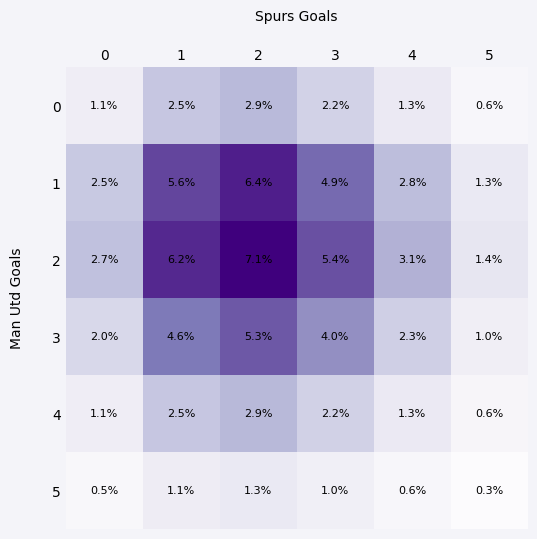 Spurs Goals
0 1 2 3 4 5
Man Utd Goals
0 1.1% 2.5% 2.9% 2.2% 1.3% 0.6%
1 2.5% 5.6% 6.4% 4.9% 2.8% 1.3%
2 2.7% 6.2% 7.1% 5.4% 3.1% 1.4%
3 2.0% 4.6% 5.3% 4.0% 2.3% 1.0%
4 1.1% 2.5% 2.9% 2.2% 1.3% 0.6%
5 0.5% 1.1% 1.3% 1.0% 0.6% 0.3%